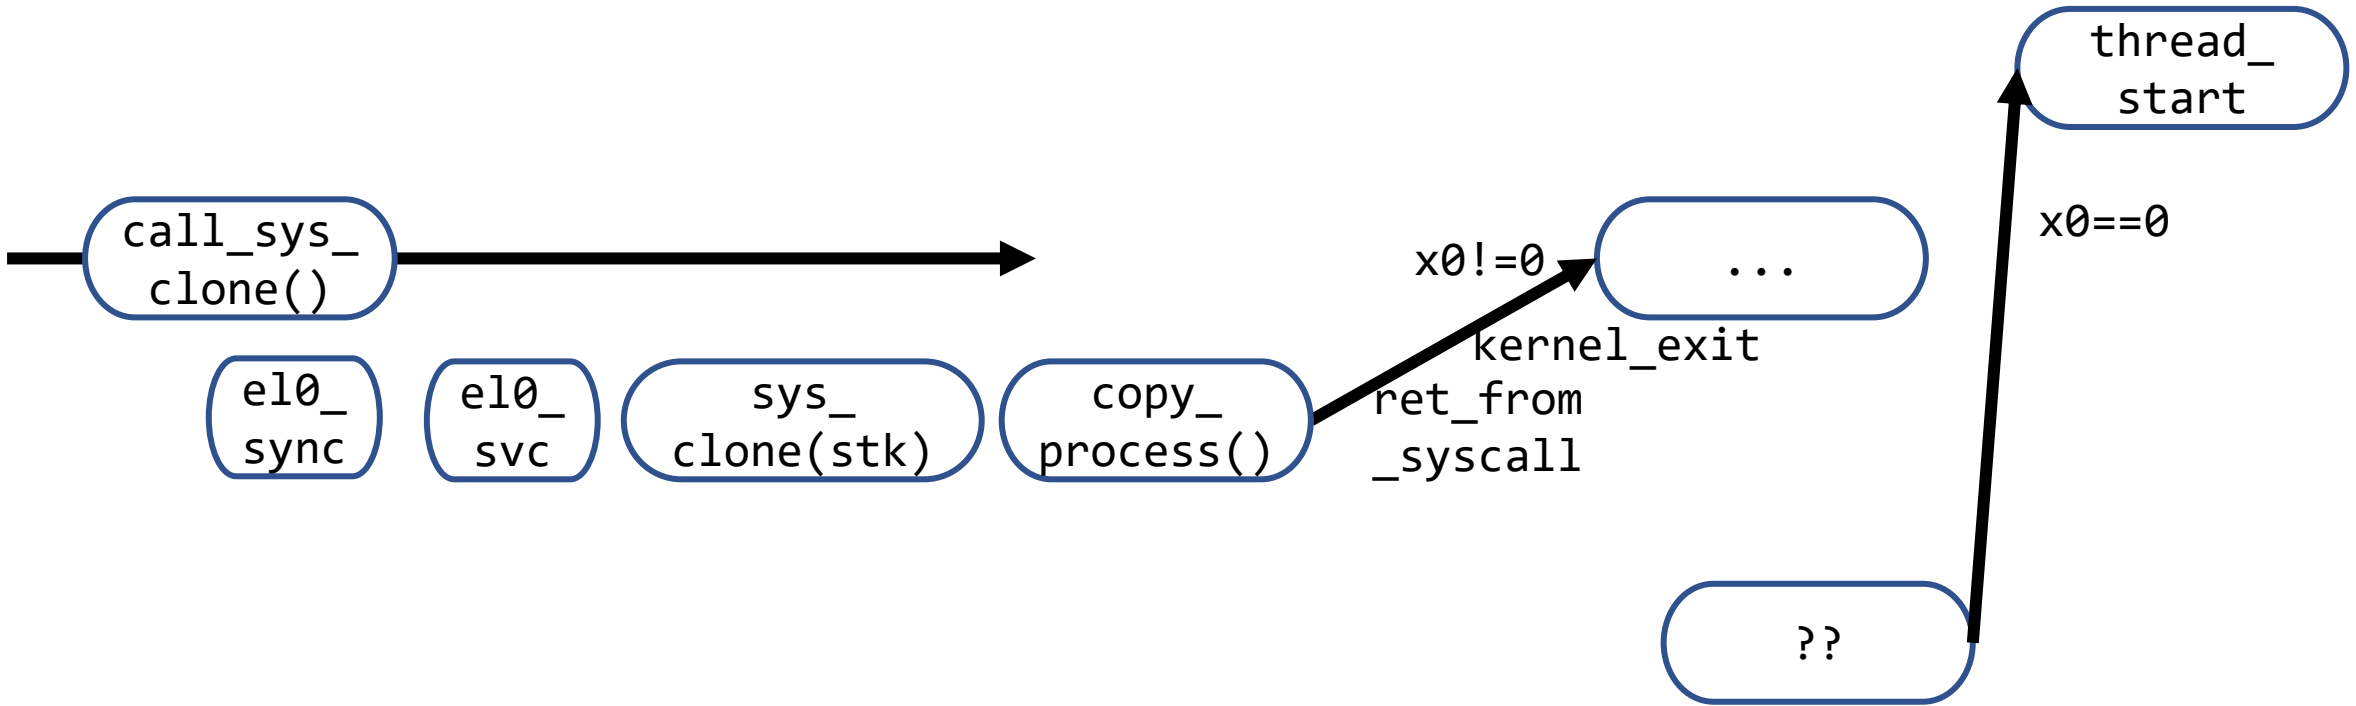 thread_
start
call_sys_
clone()
x0!=0
...
x0==0
kernel_exit
el0_
sync
el0_
svc
sys_
clone(stk)
copy_
process()
ret_from
_syscall
??